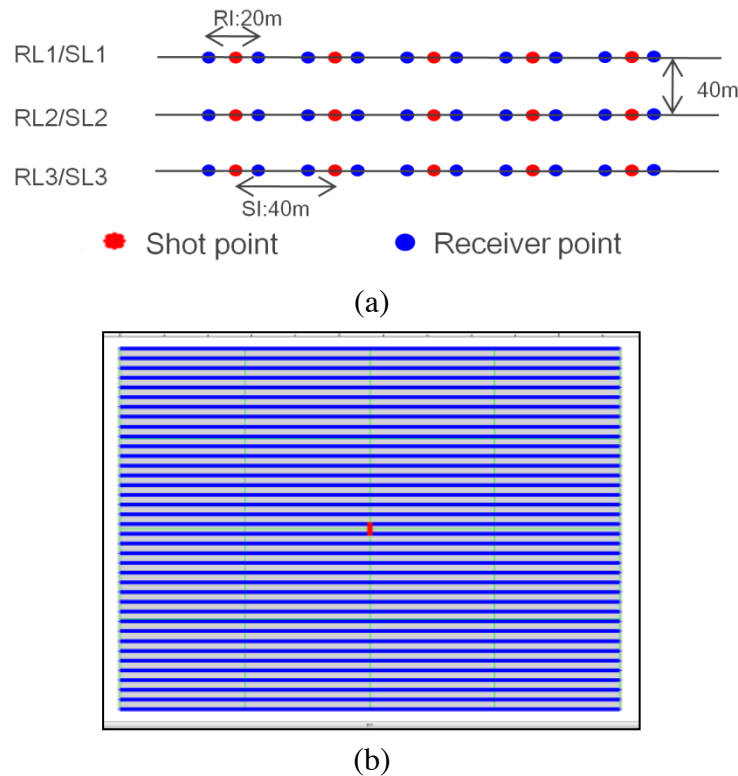 RI:20m
RL1/SL1
40m
RL2/SL2
RL3/SL3
SI:40m
Shot point Receiver point
(a)
(b)